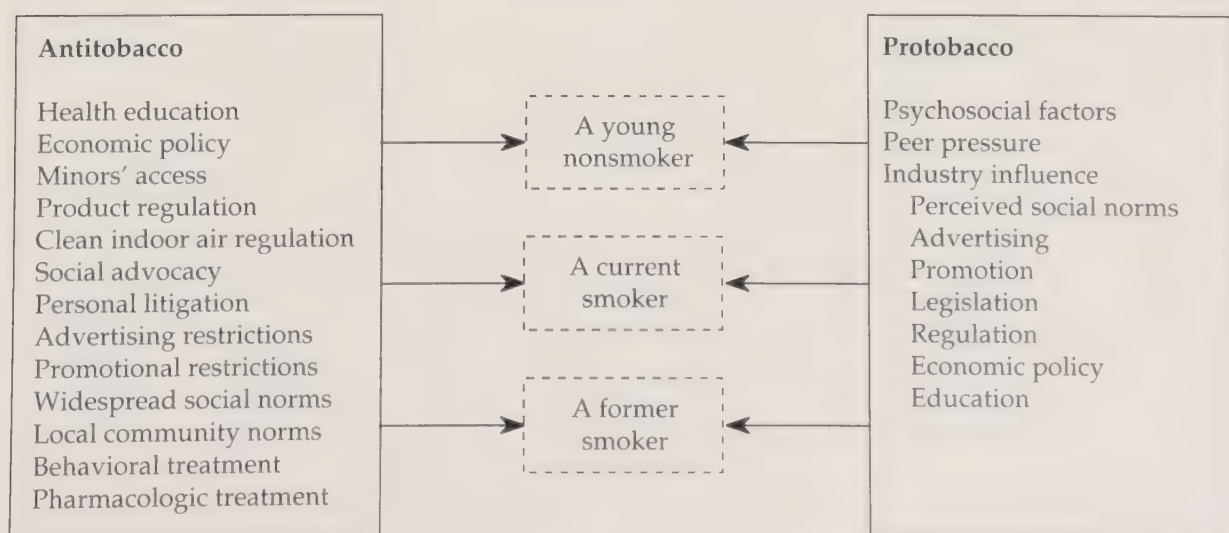 Antitobacco
Health education
Economic policy
Minors' access
Product regulation
Clean indoor air regulation
Social advocacy
Personal litigation
Advertising restrictions
Promotional restrictions
Widespread social norms
Local community norms
Behavioral treatment
Pharmacologic treatment
A young
nonsmoker
A current
smoker
A former
smoker
Protobacco
Psychosocial factors
Peer pressure
Industry influence
Perceived social norms
Advertising
Promotion
Legislation
Regulation
Economic policy
Education